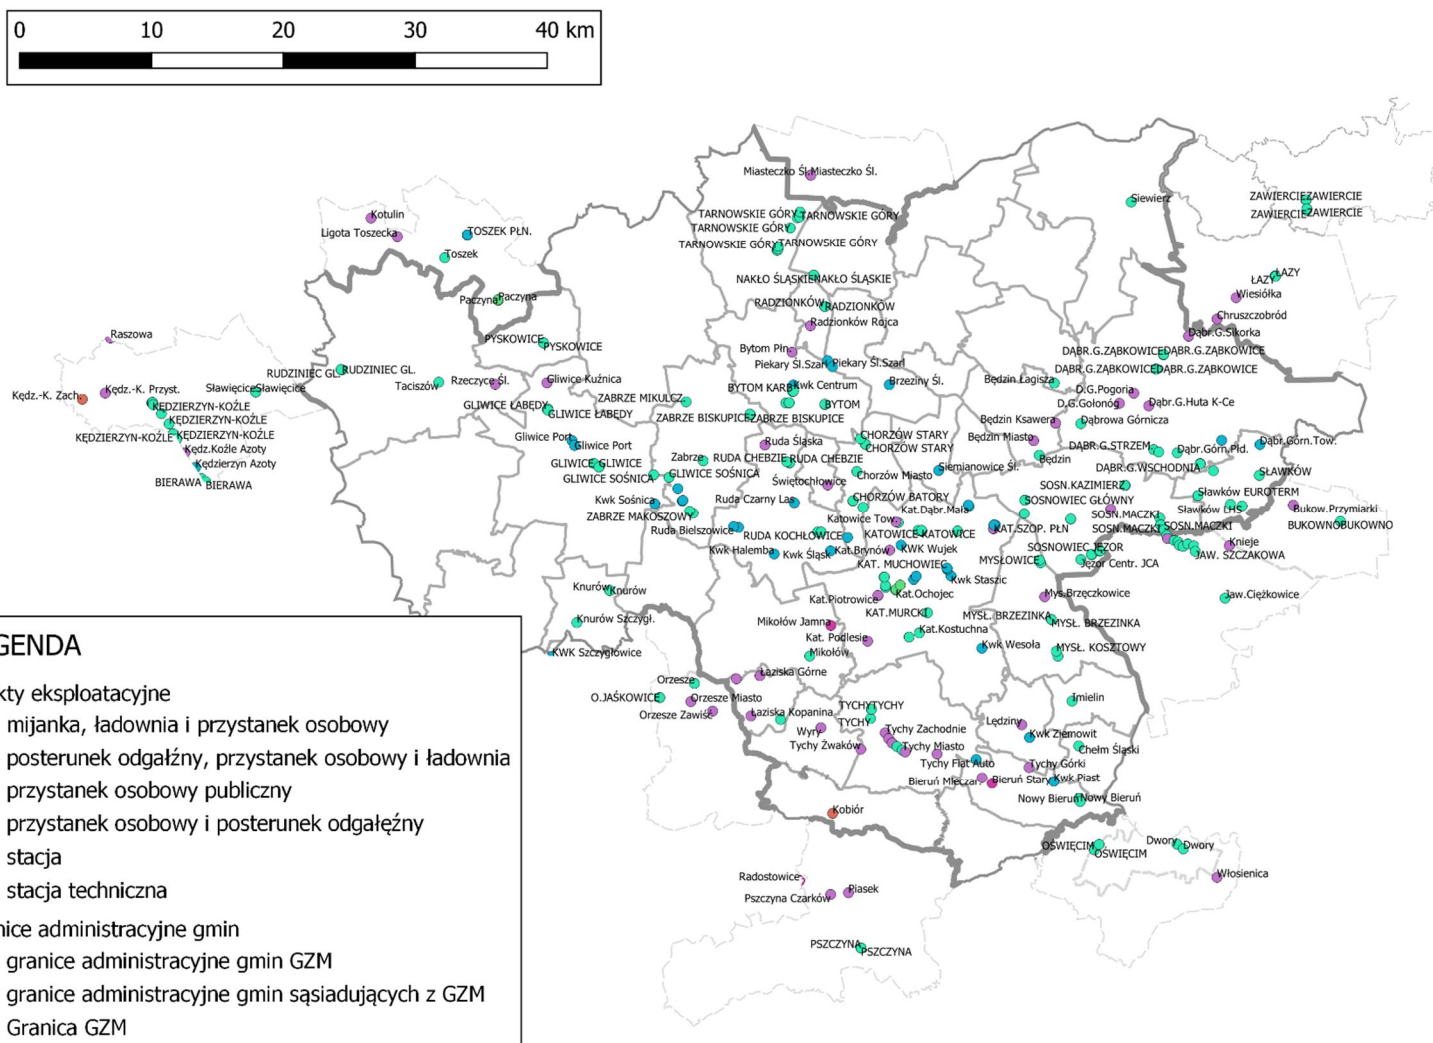 0 10 20 30 40 km
Miasteczko Śl. Miasteczko Śl.
Siewierz
ZAWIERCIE ZAWIERCIE
ZAWIERCIE ZAWIERCIE
Kotulin
Ligota Toszecka
TOSZEK PŁN.
Toszek
TARNOWSKIE GÓRY TARNOWSKIE GÓRY
TARNOWSKIE GÓRY
TARNOWSKIE GÓRY TARNOWSKIE GÓRY
NAKŁO ŚLĄSKIE NAKŁO ŚLĄSKIE
ŁAZY
ŁAZY
Wiesiółka
Paczyna Paczyna
RADZIONKÓW RADZIONKÓW
Radzionków Rojca
Chruszczobród
Dąbr.G.Sikorka
Raszowa
PYSKOWICE PYSKOWICE
Bytom Płn.
Piekary Śl.Szarl Piekary Śl.Szarl
DĄBR.G.ZĄBKOWICE DĄBR.G.ZĄBKOWICE
DĄBR.G.ZĄBKOWICE DĄBR.G.ZĄBKOWICE
RUDZINIEC GL. RUDZINIEC GL.
Taciszów
Rzeczyce Śl.
Gliwice Kuźnica
BYTOM KARB
Kwk Centrum
Brzeziny Śl.
Będzin Łagisza
D.G.Pogoria
D.G.Gołonóg
Dąbr.G.Huta K-Ce
Kędz.-K. Zach.
Kędz.-K. Przyst.
Sławięcice Sławięcice
KĘDZIERZYN-KOŹLE
KĘDZIERZYN-KOŹLE
KĘDZIERZYN-KOŹLE KĘDZIERZYN-KOŹLE
Kędz.Koźle Azoty
Kędzierzyn Azoty
BIERAWA BIERAWA
GLIWICE ŁABĘDY GLIWICE ŁABĘDY
ZABRZE MIKULCZ.
ZABRZE BISKUPICE ZABRZE BISKUPICE
BYTOM
Będzin Ksawera
Dąbrowa Górnicza
Gliwice Port Gliwice Port
Ruda Śląska
CHORZÓW STARY
CHORZÓW STARY
Będzin Miasto
Będzin
DĄBR.G.STRZEM.
Dąbr.Górn.Płd.
Dąbr.Górn.Tow.
GLIWICE GLIWICE
GLIWICE SOŚNICA GLIWICE SOŚNICA
Zabrze
RUDA CHEBZIE RUDA CHEBZIE
Chorzów Miasto
Siemianowice Śl.
DĄBR.G.WSCHODNIA
SŁAWKÓW
Świętochłowice
SOSN.KAZIMIERZ
Sławków EUROTERM
Kwk Sośnica
Ruda Czarny Las
CHORZÓW BATORY
SOSNOWIEC GŁÓWNY
Sławków LHS
Bukow.Przymiarki
ZABRZE MAKOSZOWY
Kat.Dąbr.Mała
Katowice Tow.
SOSN.MACZKI
SOSN.MACZKI SOSN.MACZKI
BUKOWNO BUKOWNO
Ruda Bielszowice
RUDA KOCHŁOWICE
KATOWICE KATOWICE
KAT.SZOP. PŁN
Kwk Halemba
Kwk Śląsk
Kat.Brynów
KWK Wujek
SOSNOWIEC JĘZOR
Knieje
JAW. SZCZAKOWA
KAT. MUCHOWIEC
MYSŁOWICE
Jęzor Centr. JCA
Kwk Staszic
Knurów Knurów
Kat.Ochojec
Kat.Piotrowice
Mys.Brzęczkowice
Jaw.Ciężkowice
Knurów Szczygł.
KAT.MURCKI
MYSŁ. BRZEZINKA MYSŁ. BRZEZINKA
Mikołów Jamna
Kat.Kostuchna
Kat. Podlesie
Kwk Wesoła
KWK Szczygłowice
Mikołów
MYSŁ. KOSZTOWY
Łaziska Górne
Orzesze
O.JAŚKOWICE
Orzesze Miasto
Orzesze Zawiść
Łaziska Kopanina
TYCHY TYCHY
TYCHY
Imielin
Wyry
Tychy Zachodnie
Lędziny
Kwk Ziemowit
Tychy Żwaków
Tychy Miasto
Chełm Śląski
Tychy Fiat Auto
Tychy Górki
Bieruń Mleczar.
Bieruń Stary
Kwk Piast
Nowy Bieruń Nowy Bieruń
Kobiór
OŚWIĘCIM
OŚWIĘCIM
Dwory Dwory
Włosienica
Radostowice
Pszczyna Czarków
Piasek
PSZCZYNA PSZCZYNA
GENDA
kty eksploatacyjne
mijanka, ładownia i przystanek osobowy
posterunek odgałźny, przystanek osobowy i ładownia
przystanek osobowy publiczny
przystanek osobowy i posterunek odgałęźny
stacja
stacja techniczna
nice administracyjne gmin
granice administracyjne gmin GZM
granice administracyjne gmin sąsiadujących z GZM
Granica GZM